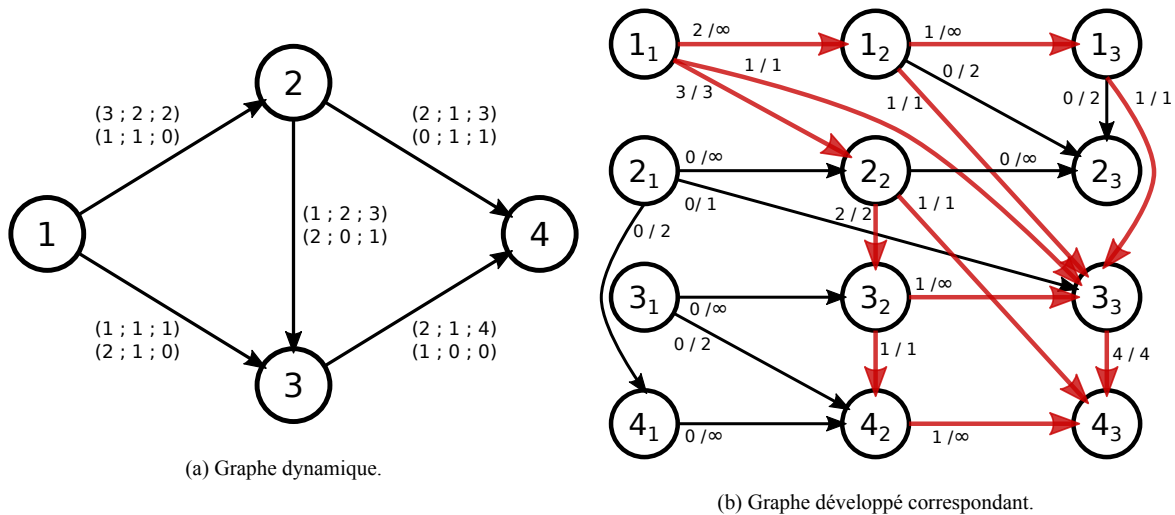 2
(3 ; 2 ; 2)
(1 ; 1 ; 0)
(2 ; 1 ; 3)
(0 ; 1 ; 1)
1
(1 ; 2 ; 3)
(2 ; 0 ; 1)
4
(1 ; 1 ; 1)
(2 ; 1 ; 0)
(2 ; 1 ; 4)
(1 ; 0 ; 0)
3
(a) Graphe dynamique.
1₁
2 /∞
1₂
1 /∞
1₃
1 / 1
0 / 2
3 / 3
1 / 1
0 / 2
1 / 1
2₁
0 /∞
2₂
0 /∞
2₃
0/ 1
2 / 2
1 / 1
0 / 2
3₁
0 /∞
3₂
1 /∞
3₃
0 / 2
1 / 1
4 / 4
4₁
0 /∞
4₂
1 /∞
4₃
(b) Graphe développé correspondant.